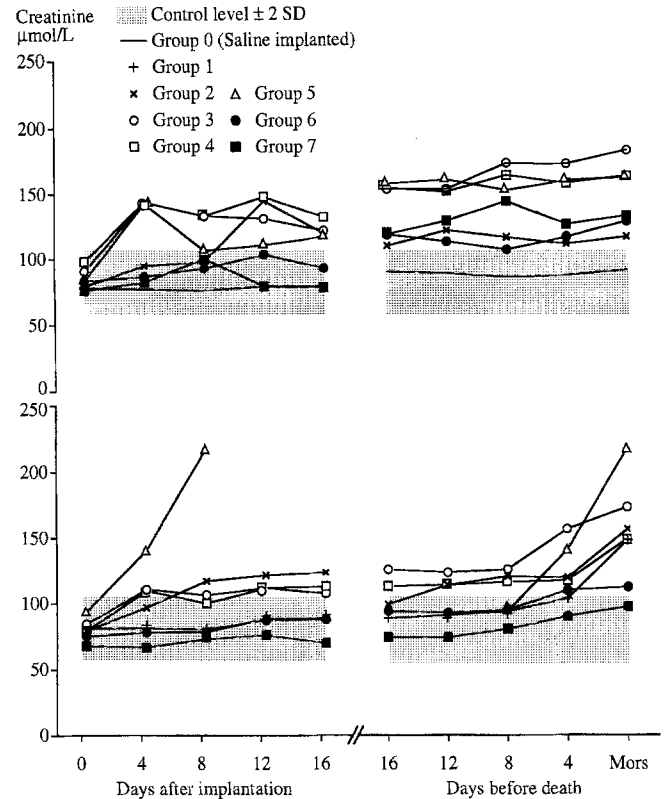 Creatinine
μmol/L
Control level ± 2 SD
Group 0 (Saline implanted)
Group 1
Group 2
Group 3
Group 4
Group 5
Group 6
Group 7
250
200
150
100
50
0
250
200
150
100
50
0
0 4 8 12 16
16 12 8 4 Mors
Days after implantation
Days before death